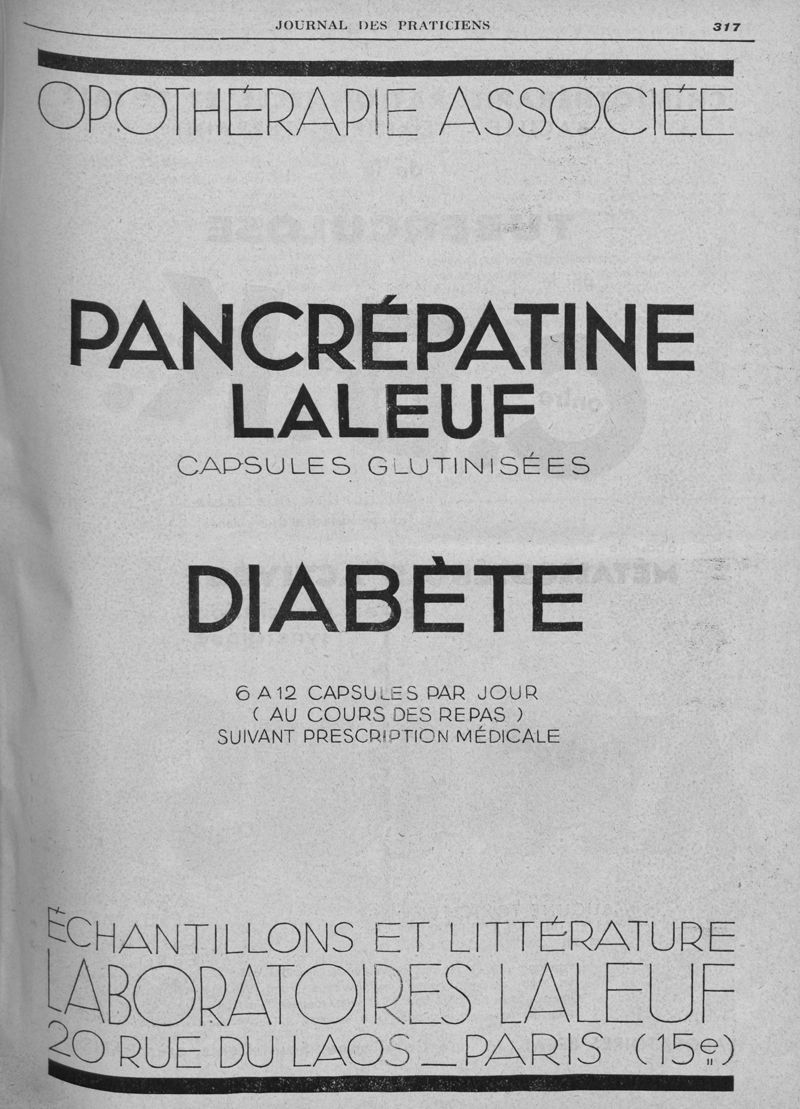 JOURNAL DES PRATICIENS 317
OPOTHÉRAPIE ASSOCIÉE
PANCRÉPATINE
LALEUF
CAPSULES GLUTINISÉES
DIABÈTE
6 A 12 CAPSULES PAR JOUR
( AU COURS DES REPAS )
SUIVANT PRESCRIPTION MÉDICALE
ÉCHANTILLONS ET LITTÉRATURE
LABORATOIRES LALEUF
20 RUE DU LAOS _ PARIS (15e)